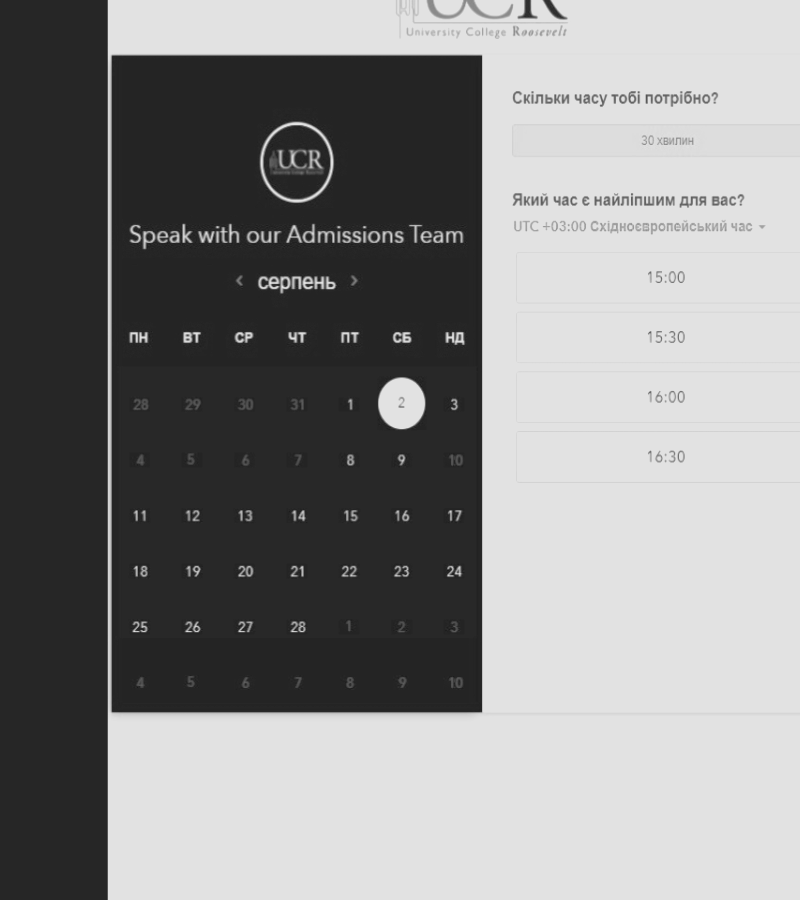 UCR
University College Roosevelt
UCR
Speak with our Admissions Team
< серпень >
ПН ВТ СР ЧТ ПТ СБ НД
28 29 30 31 1 2 3
4 5 6 7 8 9 10
11 12 13 14 15 16 17
18 19 20 21 22 23 24
25 26 27 28 1 2 3
4 5 6 7 8 9 10
Скільки часу тобі потрібно?
30 хвилин
Який час є найліпшим для вас?
UTC +03:00 Східноєвропейський час
15:00
15:30
16:00
16:30